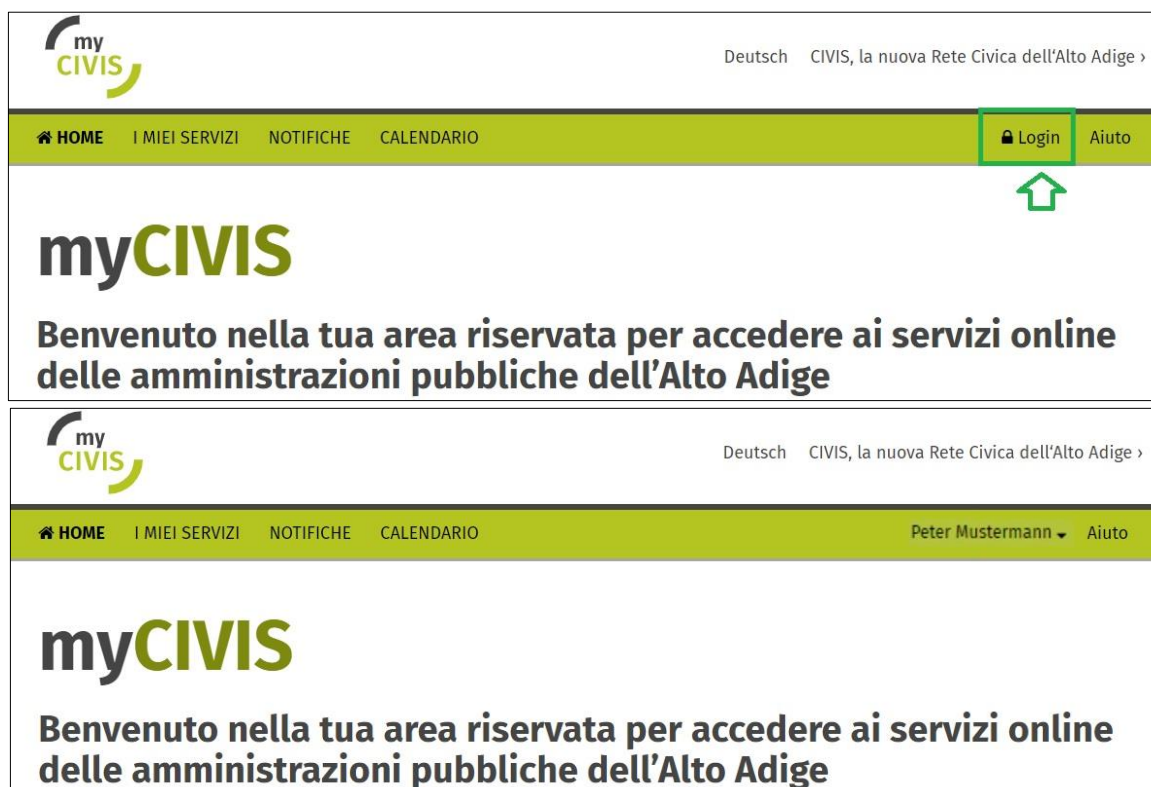 my
CIVIS
Deutsch CIVIS, la nuova Rete Civica dell‘Alto Adige ›
HOME I MIEI SERVIZI NOTIFICHE CALENDARIO Login Aiuto
myCIVIS
Benvenuto nella tua area riservata per accedere ai servizi online
delle amministrazioni pubbliche dell’Alto Adige
my
CIVIS
Deutsch CIVIS, la nuova Rete Civica dell‘Alto Adige ›
HOME I MIEI SERVIZI NOTIFICHE CALENDARIO Peter Mustermann Aiuto
myCIVIS
Benvenuto nella tua area riservata per accedere ai servizi online
delle amministrazioni pubbliche dell’Alto Adige